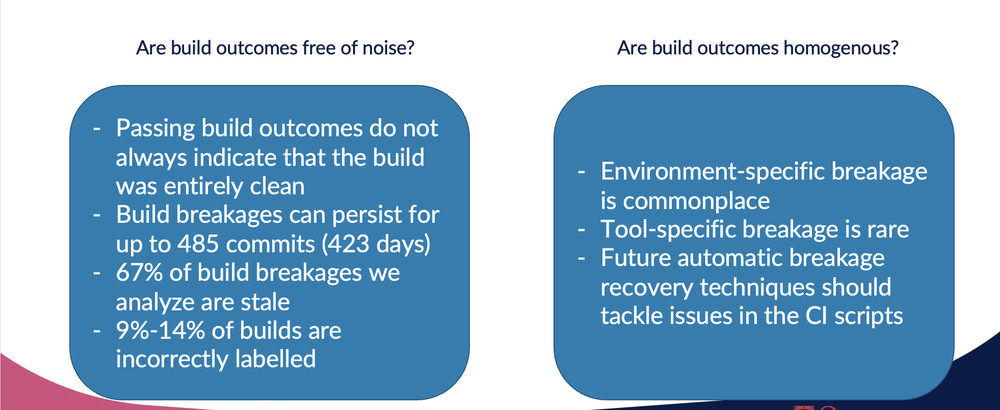 Are build outcomes free of noise?
- Passing build outcomes do not
always indicate that the build
was entirely clean
- Build breakages can persist for
up to 485 commits (423 days)
- 67% of build breakages we
analyze are stale
- 9%-14% of builds are
incorrectly labelled
Are build outcomes homogenous?
- Environment-specific breakage
is commonplace
- Tool-specific breakage is rare
- Future automatic breakage
recovery techniques should
tackle issues in the CI scripts